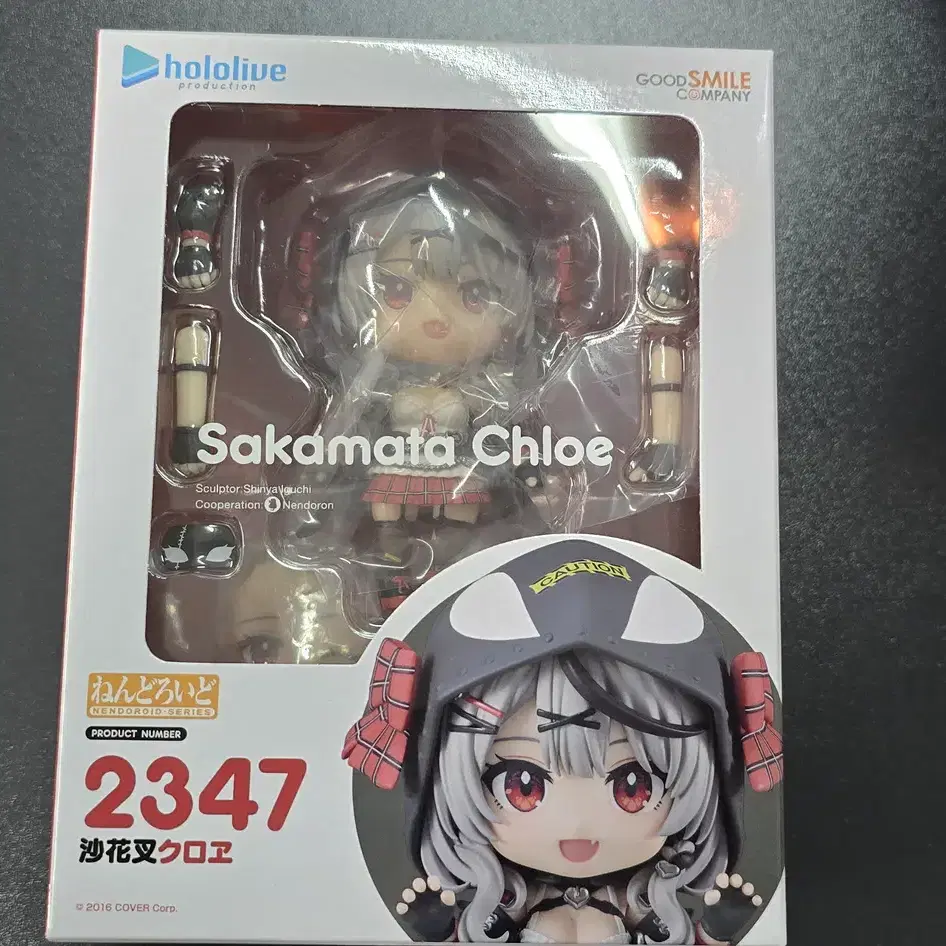 hololive
production
GOOD SMILE
COMPANY
Sakamata Chloe
Sculptor:Shinya Iguchi
Cooperation: Nendoron
CAUTION
ねんどろいど
NENDOROID-SERIES
PRODUCT NUMBER
2347
沙花叉クロヱ
© 2016 COVER Corp.